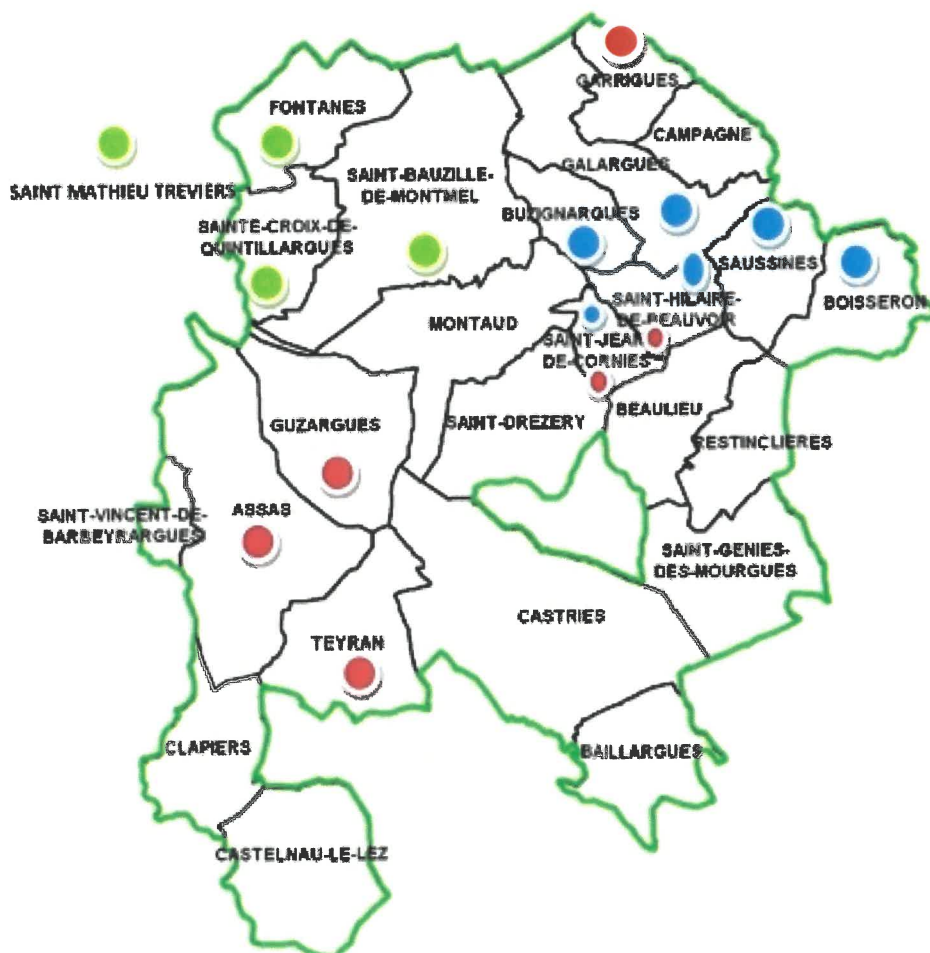 GARRIGUES
FONTANES
CAMPAGNE
GALARGUES
SAINT MATHIEU TREVIERS
SAINT-BAUZILLE-
DE-MONTMEL
SAINTE-CROIX-DE-
QUINTILLARGUES
BUZIGNARGUES
SAUSSINES
BOISSERON
SAINT-HILAIRE-
DE-BEAUVOIR
MONTAUD
SAINT-JEAN
DE-CORNIES
BEAULIEU
GUZARGUES
SAINT-DREZERY
RESTINCLIERES
SAINT-VINCENT-DE-
BARBEYRARGUES
ASSAS
SAINT-GENIES-
DES-MOURGUES
CASTRIES
TEYRAN
CLAPIERS
BAILLARGUES
CASTELNAU-LE-LEZ